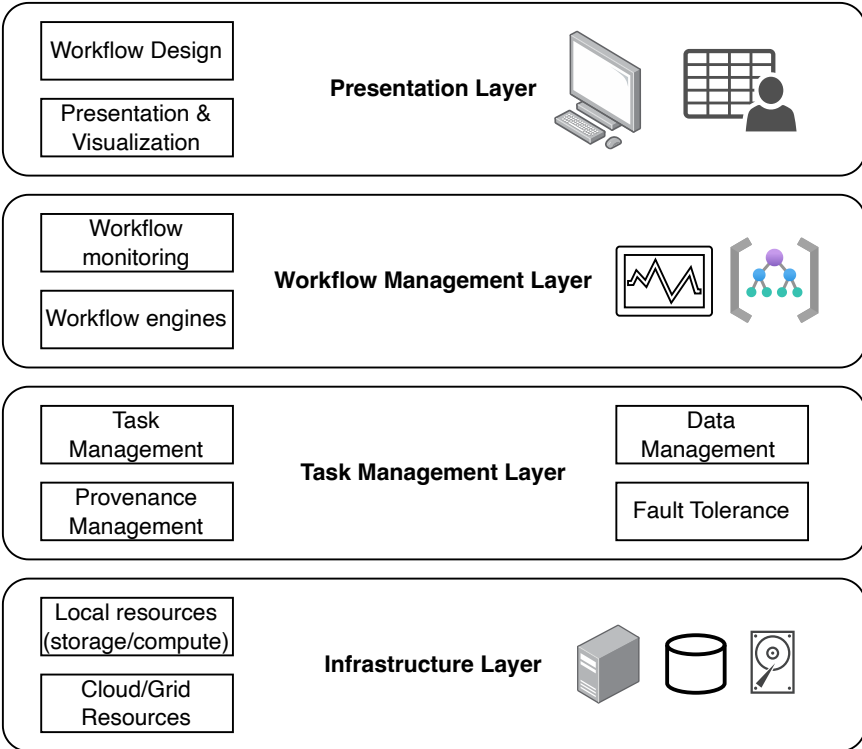 Workflow Design
Presentation &
Visualization
Presentation Layer
Workflow
monitoring
Workflow engines
Workflow Management Layer
Task
Management
Provenance
Management
Task Management Layer
Data
Management
Fault Tolerance
Local resources
(storage/compute)
Cloud/Grid
Resources
Infrastructure Layer